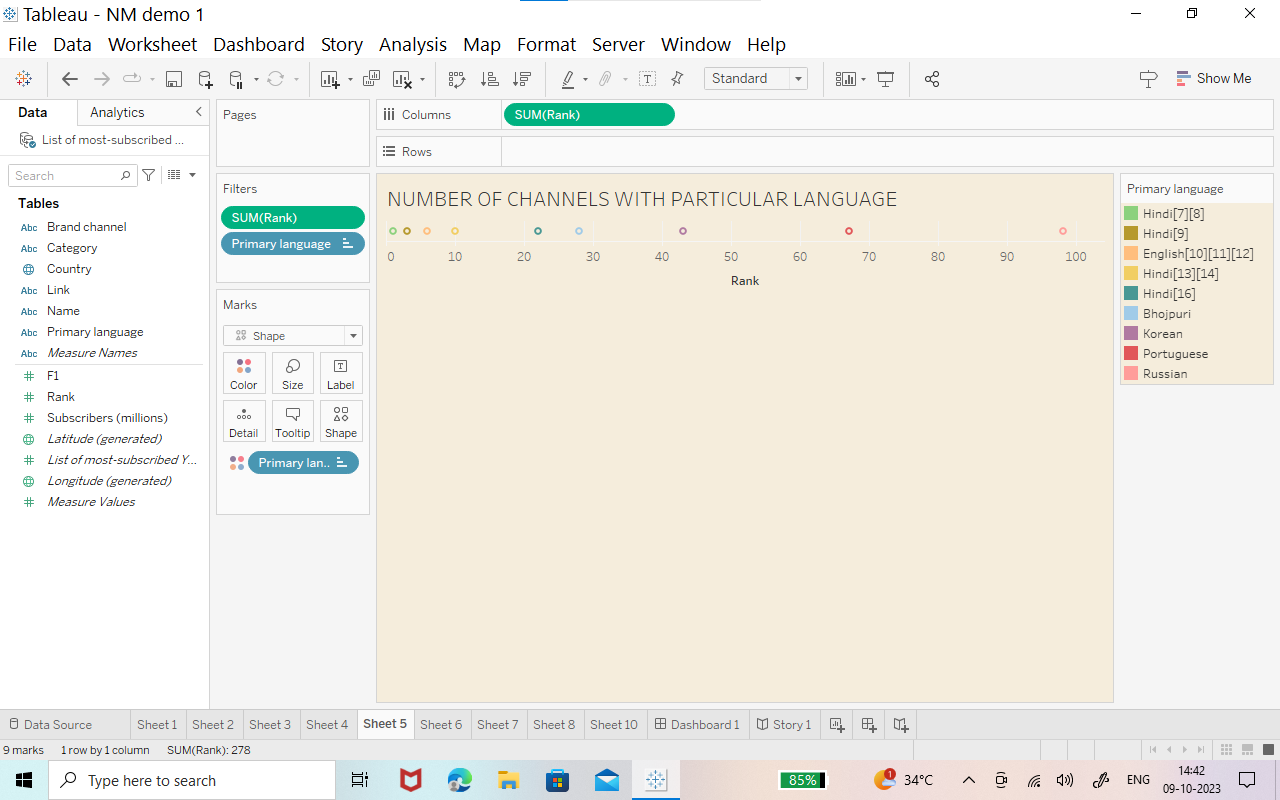 Tableau - NM demo 1
File Data Worksheet Dashboard Story Analysis Map Format Server Window Help
Standard
Show Me
Data Analytics
List of most-subscribed ...
Search
Tables
Abc Brand channel
Abc Category
Country
Abc Link
Abc Name
Abc Primary language
Abc Measure Names
F1
Rank
Subscribers (millions)
Latitude (generated)
List of most-subscribed Y...
Longitude (generated)
Measure Values
Pages
Filters
SUM(Rank)
Primary language
Marks
Shape
Color Size Label
Detail Tooltip Shape
Primary lan..
Columns SUM(Rank)
Rows
NUMBER OF CHANNELS WITH PARTICULAR LANGUAGE
0 10 20 30 40 50 60 70 80 90 100
Rank
Primary language
Hindi[7][8]
Hindi[9]
English[10][11][12]
Hindi[13][14]
Hindi[16]
Bhojpuri
Korean
Portuguese
Russian
Data Source Sheet 1 Sheet 2 Sheet 3 Sheet 4 Sheet 5 Sheet 6 Sheet 7 Sheet 8 Sheet 10 Dashboard 1 Story 1
9 marks 1 row by 1 column SUM(Rank): 278
Type here to search
85%
1
34°C
ENG
14:42
09-10-2023